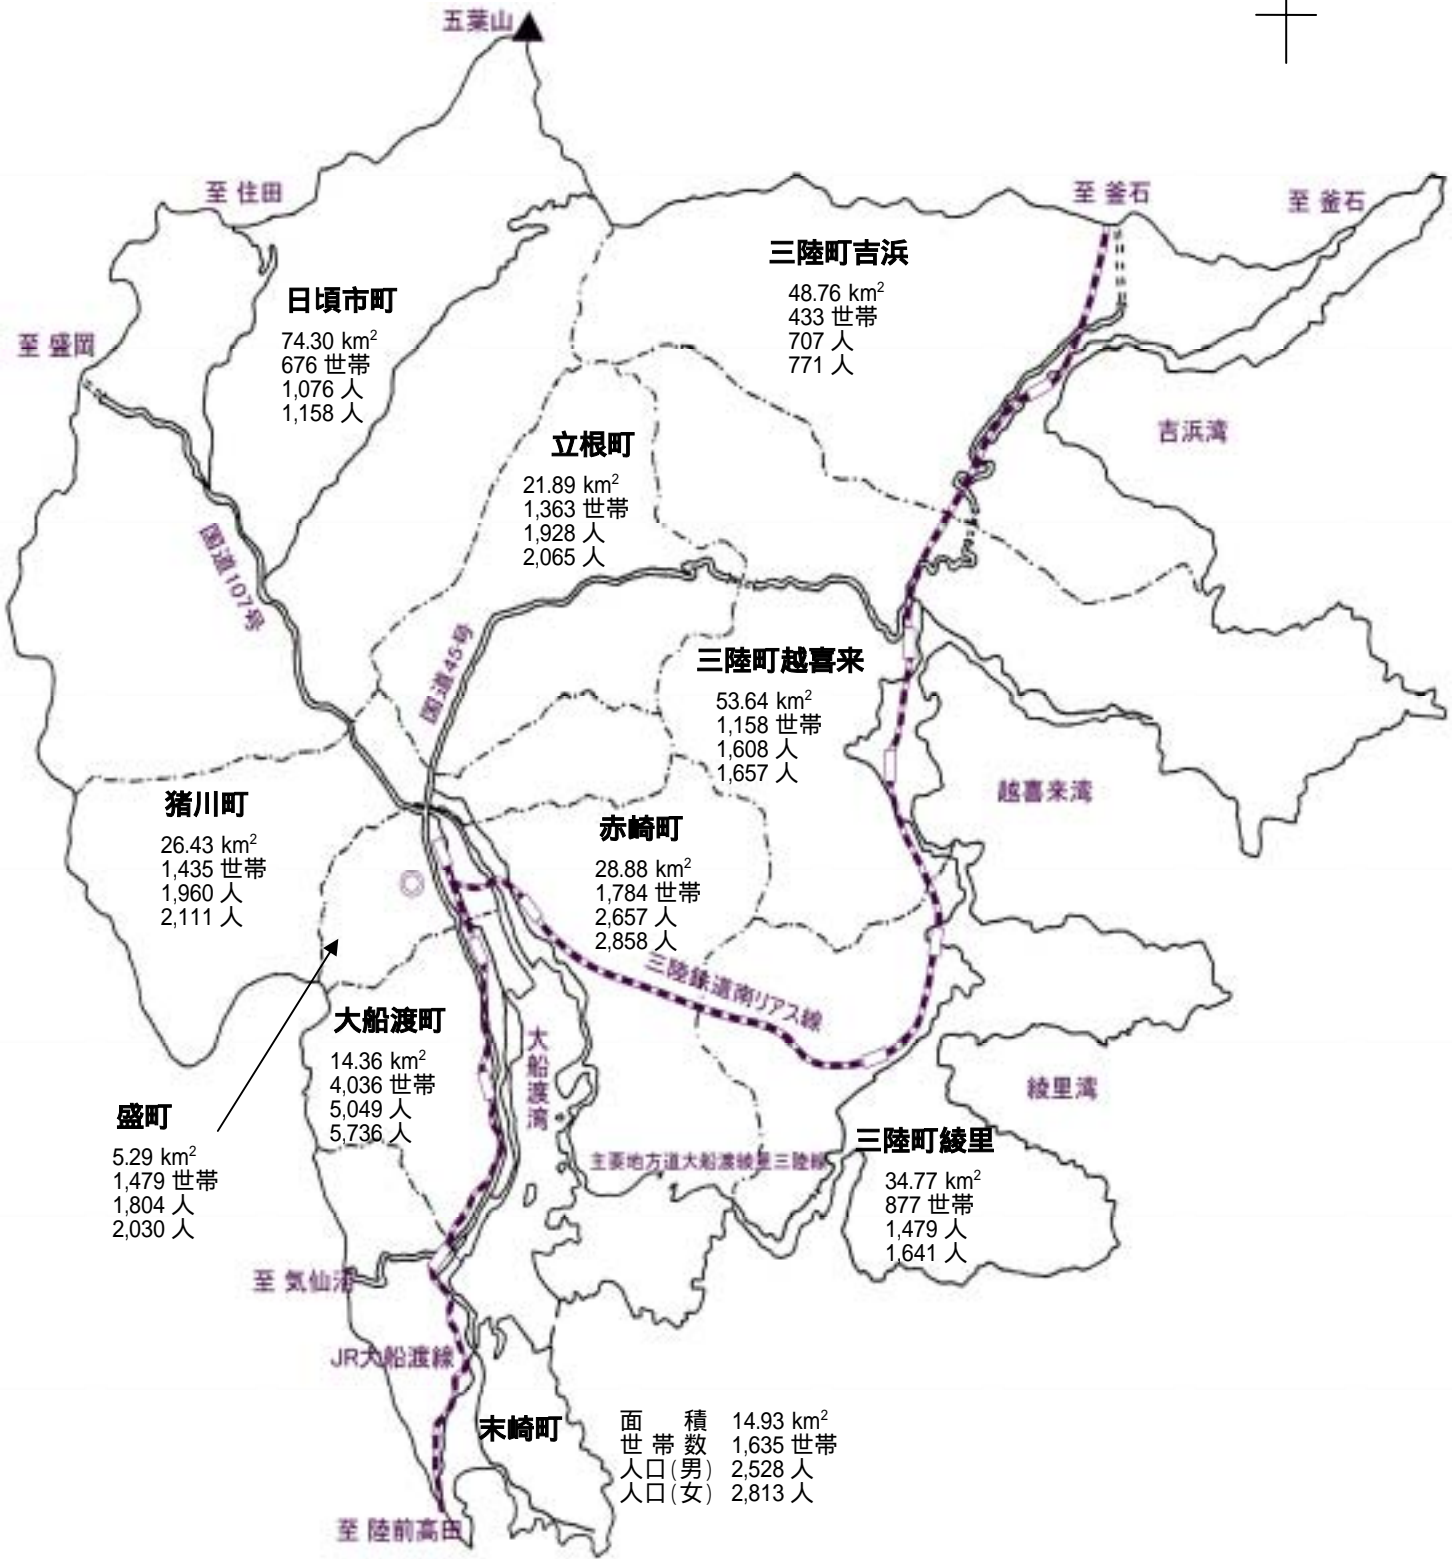 五葉山
至 住田
至 釜石
至 釜石
三陸町吉浜
48.76 km²
433 世帯
707 人
771 人
日頃市町
74.30 km²
676 世帯
1,076 人
1,158 人
至 盛岡
吉浜湾
立根町
21.89 km²
1,363 世帯
1,928 人
2,065 人
国道107号
国道45号
三陸町越喜来
53.64 km²
1,158 世帯
1,608 人
1,657 人
越喜来湾
猪川町
26.43 km²
1,435 世帯
1,960 人
2,111 人
赤崎町
28.88 km²
1,784 世帯
2,657 人
2,858 人
三陸鉄道南リアス線
大船渡町
14.36 km²
4,036 世帯
5,049 人
5,736 人
大船渡湾
綾里湾
盛町
5.29 km²
1,479 世帯
1,804 人
2,030 人
主要地方道大船渡綾里三陸線
三陸町綾里
34.77 km²
877 世帯
1,479 人
1,641 人
至 気仙沼
JR大船渡線
末崎町
面 積 14.93 km²
世帯数 1,635 世帯
人口(男) 2,528 人
人口(女) 2,813 人
至 陸前高田